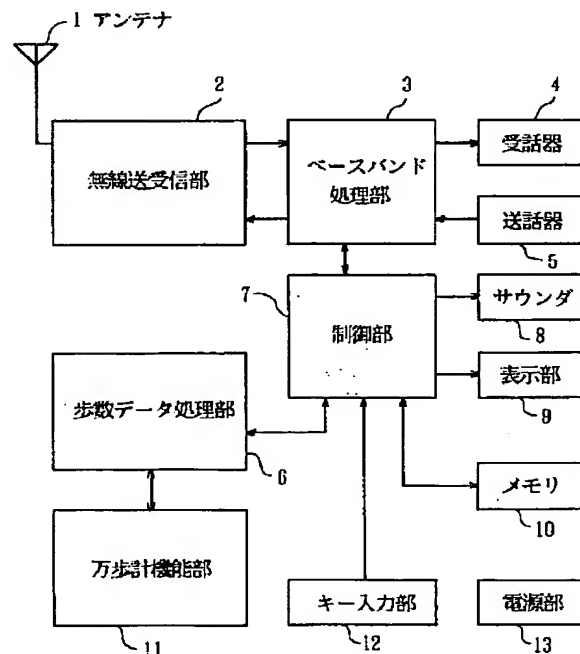 1 アンテナ
2
無線送受信部
3
ベースバンド
処理部
4
受話器
送話器
5
7
制御部
サウンダ
8
表示部
9
歩数データ処理部
6
メモリ
10
万歩計機能部
11
キー入力部
12
電源部
13